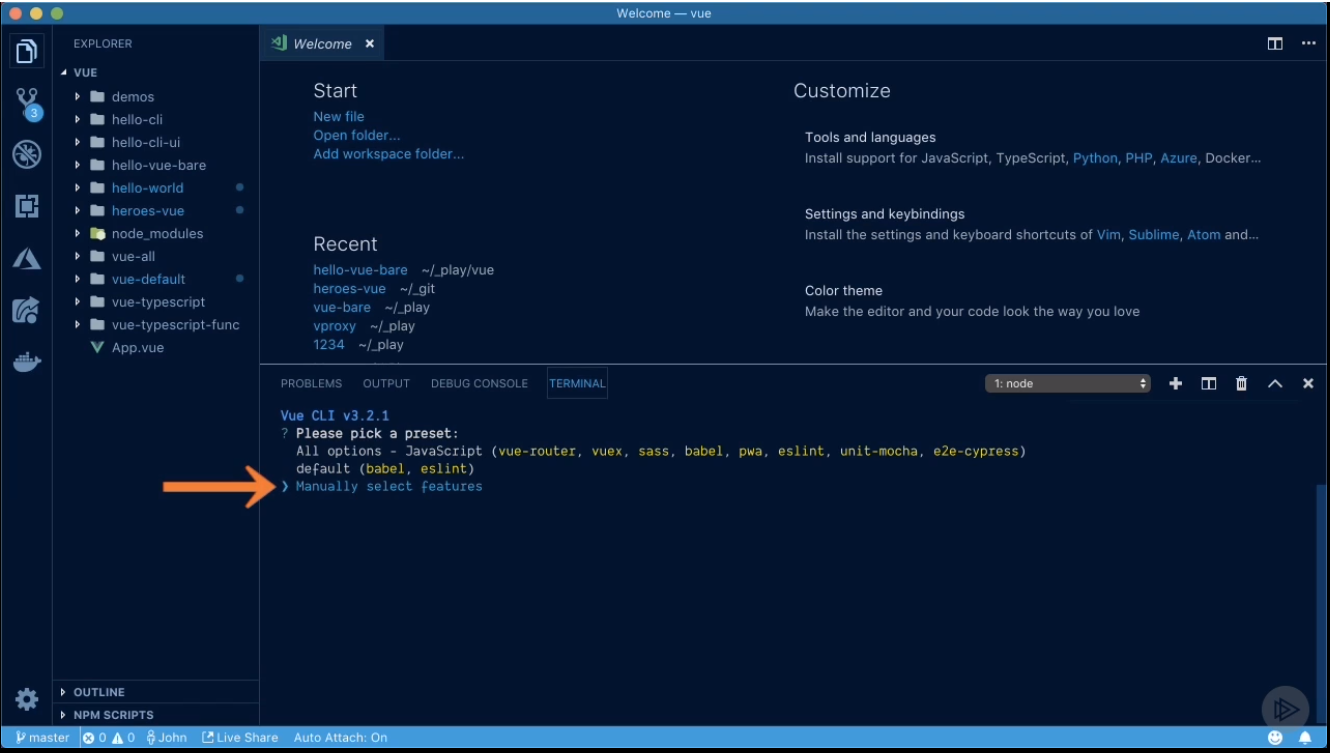 Welcome — vue
EXPLORER
VUE
demos
hello-cli
hello-cli-ui
hello-vue-bare
hello-world
heroes-vue
node_modules
vue-all
vue-default
vue-typescript
vue-typescript-func
App.vue
OUTLINE
NPM SCRIPTS
3
Welcome ×
Start
New file
Open folder...
Add workspace folder...
Recent
hello-vue-bare ~/_play/vue
heroes-vue ~/_git
vue-bare ~/_play
vproxy ~/_play
1234 ~/_play
Customize
Tools and languages
Install support for JavaScript, TypeScript, Python, PHP, Azure, Docker...
Settings and keybindings
Install the settings and keyboard shortcuts of Vim, Sublime, Atom and...
Color theme
Make the editor and your code look the way you love
PROBLEMS OUTPUT DEBUG CONSOLE TERMINAL 1: node
Vue CLI v3.2.1
? Please pick a preset:
All options - JavaScript (vue-router, vuex, sass, babel, pwa, eslint, unit-mocha, e2e-cypress)
default (babel, eslint)
❯ Manually select features
master 0 0 John Live Share Auto Attach: On